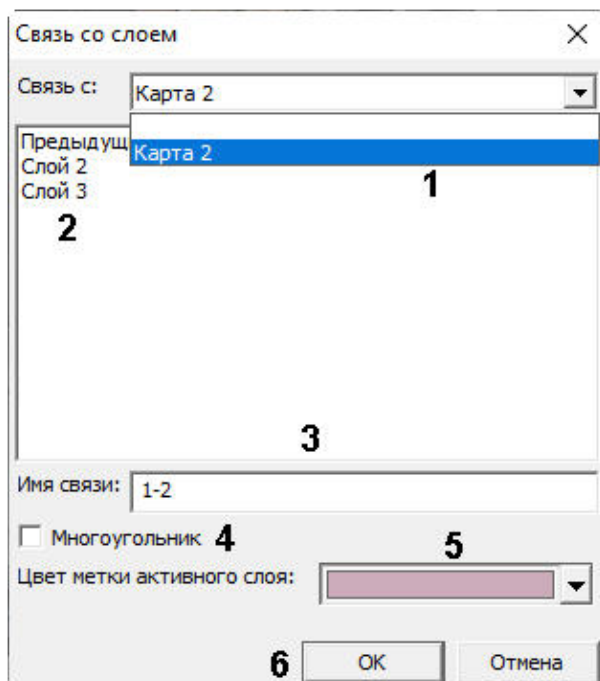 Связь со слоем
Связь с: Карта 2
Предыдущ
Карта 2
Слой 2
1
Слой 3
2
3
Имя связи: 1-2
Многоугольник 4
5
Цвет метки активного слоя:
6 OK Отмена